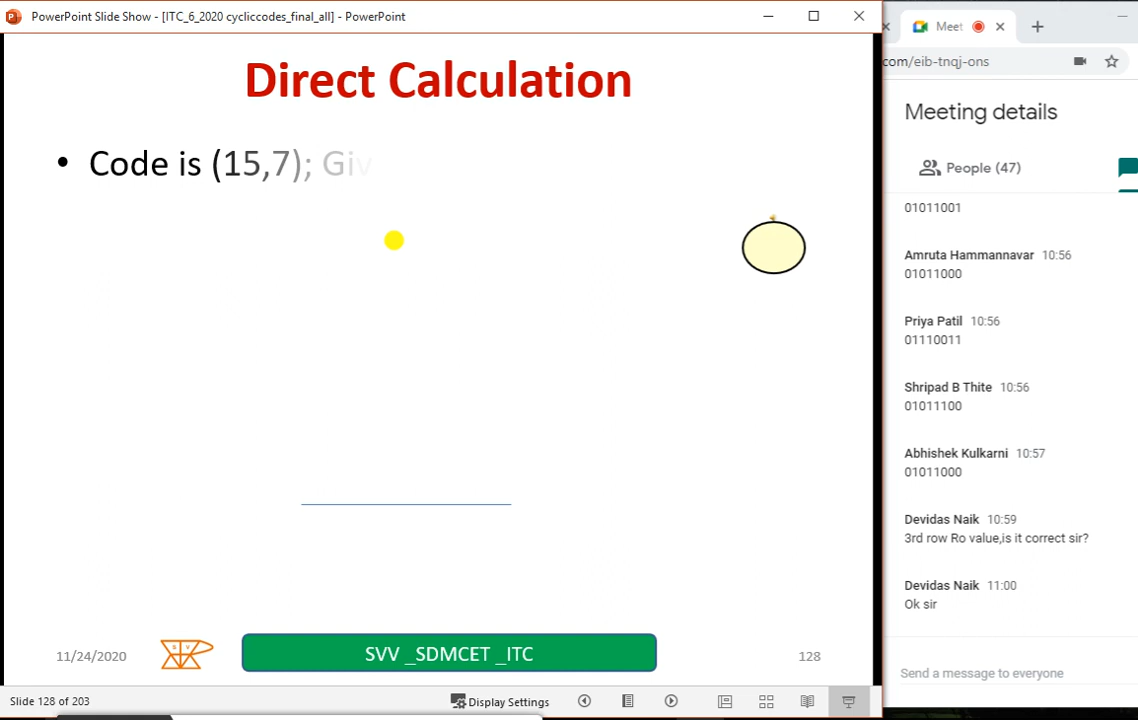 PowerPoint Slide Show - [ITC_6_2020 cycliccodes_final_all] - PowerPoint
Direct Calculation
• Code is (15,7); Giv
11/24/2020
SVV _SDMCET _ITC
128
Slide 128 of 203
Display Settings
Meet
com/eib-tnqj-ons
Meeting details
People (47)
01011001
Amruta Hammannavar 10:56
01011000
Priya Patil 10:56
01110011
Shripad B Thite 10:56
01011100
Abhishek Kulkarni 10:57
01011000
Devidas Naik 10:59
3rd row Ro value,is it correct sir?
Devidas Naik 11:00
Ok sir
Send a message to everyone